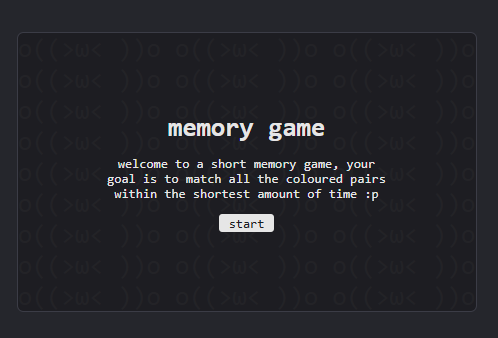 o((>ω< ))o o((>ω< ))o o((>ω< ))o
o((>ω< ))o o((>ω< ))o o((>ω< ))o
o((>ω< ))o o((>ω< ))o o((>ω< ))o
memory game
welcome to a short memory game, your
goal is to match all the coloured pairs
within the shortest amount of time :p
start
o((>ω< ))o o((>ω< ))o o((>ω< ))o
o((>ω< ))o o((>ω< ))o o((>ω< ))o
o((>ω< ))o o((>ω< ))o o((>ω< ))o